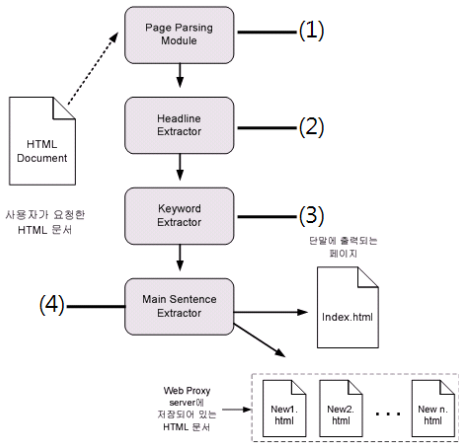 Page Parsing
Module
(1)
HTML
Document
Headline
Extractor
(2)
사용자가 요청한
HTML 문서
Keyword
Extractor
(3)
단말에 출력되는
페이지
(4)
Main Sentence
Extractor
Index.html
Web Proxy
server에
저장되어 있는
HTML 문서
New1.
html
New2.
html
. . .
New n.
html